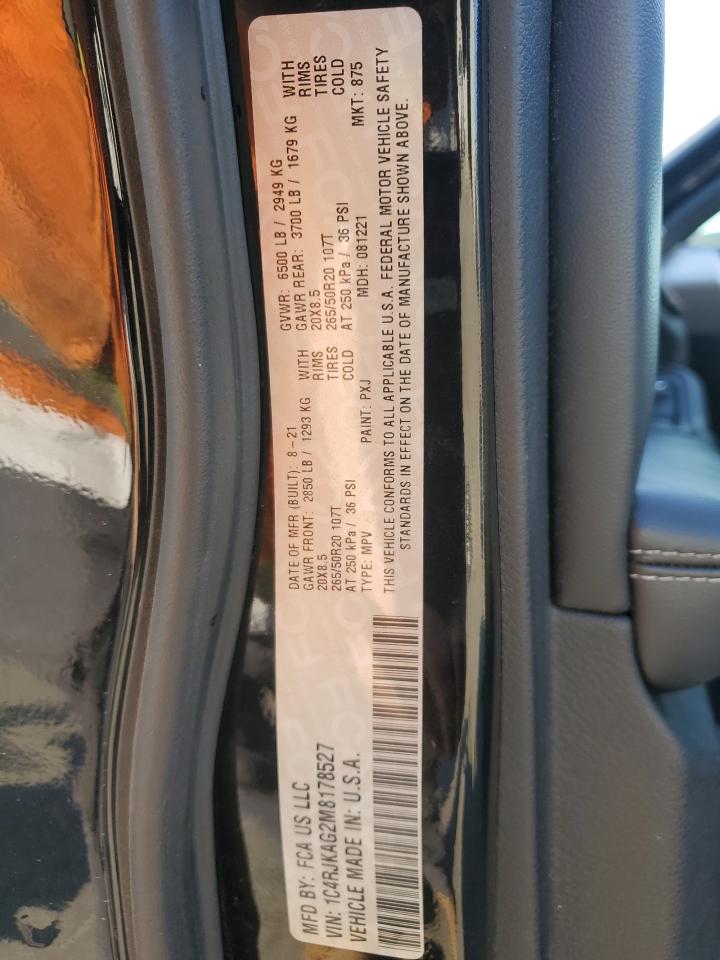 MFD BY: FCA US LLC
VIN: 1C4RJKAG2M8178527
VEHICLE MADE IN: U.S.A.
DATE OF MFR (BUILT): 8-21
GAWR FRONT: 2850 LB / 1293 KG WITH
20X8.5 RIMS
265/50R20 107T TIRES
AT 250 kPa / 36 PSI COLD
TYPE: MPV PAINT: PXJ
GVWR: 6500 LB / 2949 KG
GAWR REAR: 3700 LB / 1679 KG WITH
20X8.5 RIMS
265/50R20 107T TIRES
AT 250 kPa / 36 PSI COLD
MDH: 081221 MKT: 875
THIS VEHICLE CONFORMS TO ALL APPLICABLE U.S.A. FEDERAL MOTOR VEHICLE SAFETY
STANDARDS IN EFFECT ON THE DATE OF MANUFACTURE SHOWN ABOVE.